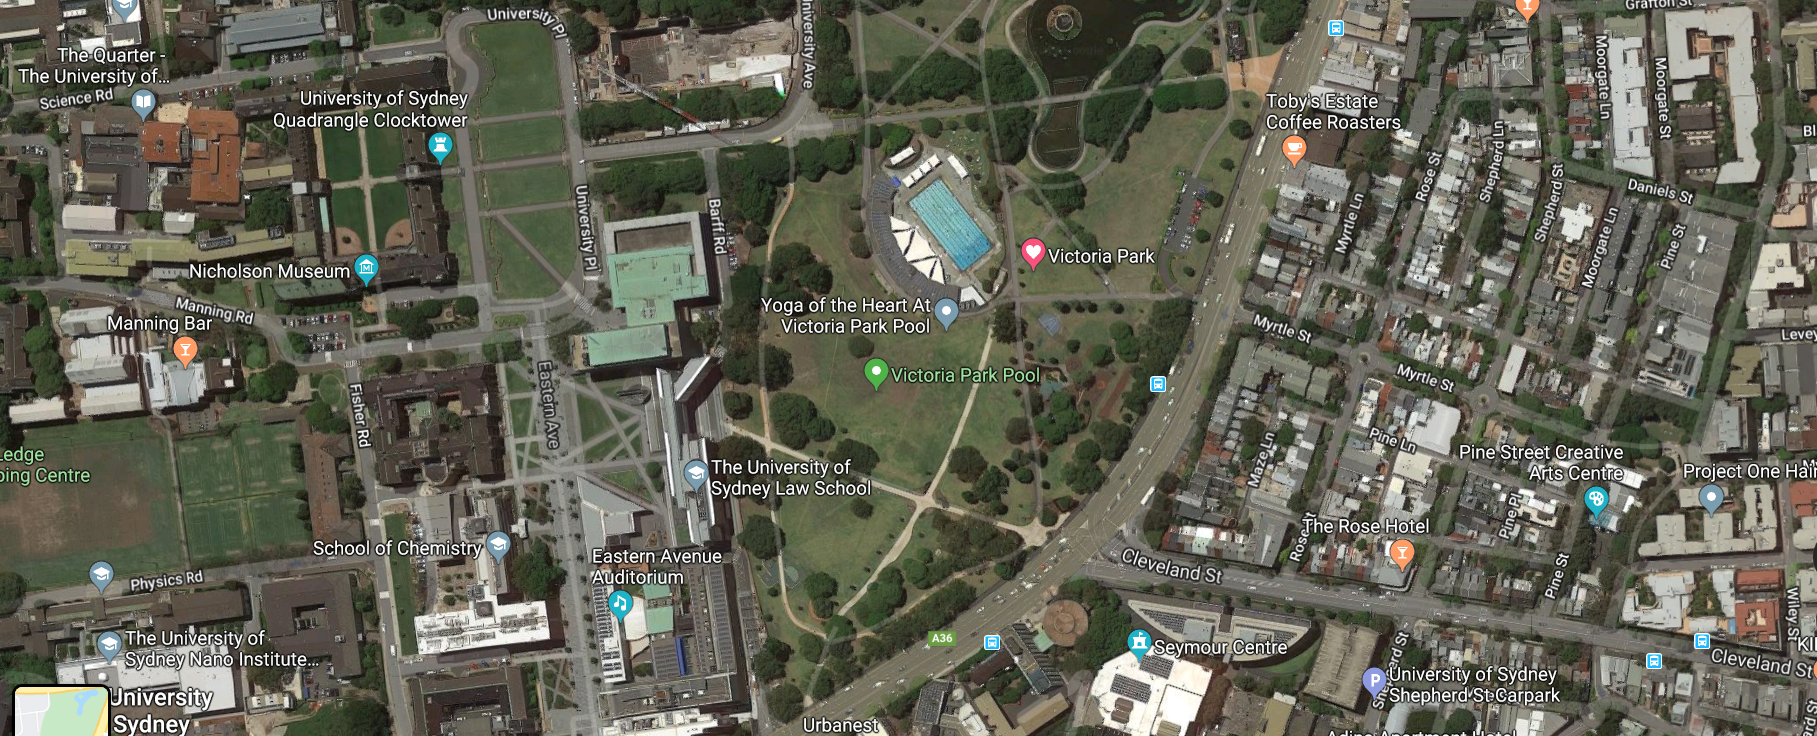 University Pl
University Ave
Grafton St
The Quarter -
The University of...
Science Rd
University of Sydney
Quadrangle Clocktower
Toby's Estate
Coffee Roasters
Moorgate Ln
Moorgate St
Bl
Rose St
Shepherd Ln
Shepherd St
Daniels St
University Pl
Barff Rd
Myrtle Ln
Moorgate Ln
Pine St
Nicholson Museum
Victoria Park
Manning Rd
Manning Bar
Yoga of the Heart At
Victoria Park Pool
Myrtle St
Levey
Victoria Park Pool
Myrtle St
Fisher Rd
Eastern Ave
Pine Ln
Maze Ln
Ledge
ping Centre
The University of
Sydney Law School
Pine Street Creative
Arts Centre
Project One Hair
Pine Pl
The Rose Hotel
Rose St
School of Chemistry
Eastern Avenue
Auditorium
Cleveland St
Physics Rd
Pine St
Wiley St
The University of
Sydney Nano Institute...
A36
Seymour Centre
Shepherd St
Cleveland St
University of Sydney
Shepherd St Carpark
P
University
Sydney
Urbanest
Adina Apartment Hotel